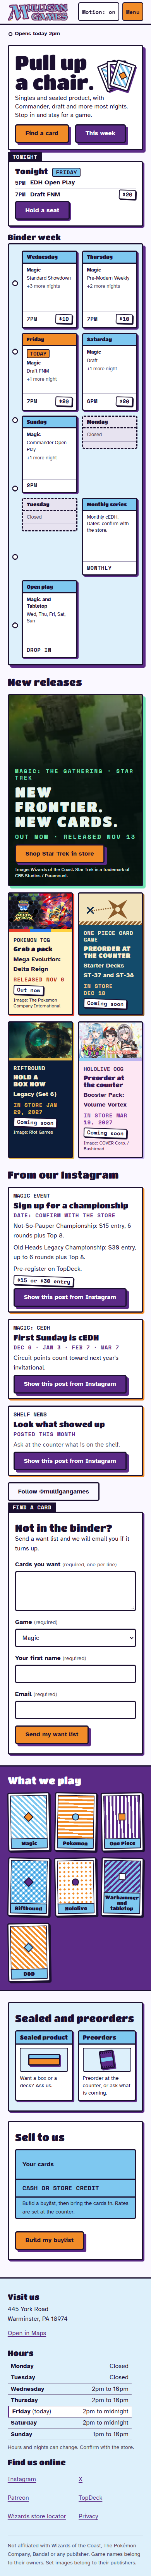 MULLIGAN
GAMES
Motion: on
Menu
Opens today 2pm
Pull up
a chair.
Singles and sealed product, with
Commander, draft and more most nights.
Stop in and stay for a game.
Find a card
This week
TONIGHT
Tonight FRIDAY
5PM EDH Open Play
7PM Draft FNM $20
Hold a seat
Binder week
Wednesday
Magic
Standard Showdown
+3 more nights
7PM $10
Thursday
Magic
Pre-Modern Weekly
+2 more nights
7PM $10
Friday
TODAY
Magic
Draft FNM
+1 more night
7PM $20
Saturday
Magic
Draft
+1 more night
6PM $20
Sunday
Magic
Commander Open
Play
+1 more night
2PM
Monday
Closed
Tuesday
Closed
Monthly series
Monthly cEDH.
Dates: confirm with
the store.
MONTHLY
Open play
Magic and
Tabletop
Wed, Thu, Fri, Sat,
Sun
DROP IN
New releases
MAGIC: THE GATHERING · STAR
TREK
NEW
FRONTIER.
NEW CARDS.
OUT NOW · RELEASED NOV 13
Shop Star Trek in store
Image: Wizards of the Coast. Star Trek is a trademark of
CBS Studios / Paramount.
POKEMON TCG
Grab a pack
Mega Evolution:
Delta Reign
RELEASED NOV 6
Out now
Image: The Pokemon
Company International.
ONE PIECE CARD
GAME
PREORDER AT
THE COUNTER
Starter Decks
ST-37 and ST-38
IN STORE
DEC 18
Coming soon
RIFTBOUND
HOLD A
BOX NOW
Legacy (Set 6)
IN STORE JAN
29, 2027
Coming soon
Image: Riot Games
HOLOLIVE OCG
Preorder at
the counter
Booster Pack:
Volume Vortex
IN STORE MAR
19, 2027
Coming soon
Image: COVER Corp. /
Bushiroad
From our Instagram
MAGIC EVENT
Sign up for a championship
DATE: CONFIRM WITH THE STORE
Not-So-Pauper Championship: $15 entry, 6
rounds plus Top 8.
Old Heads Legacy Championship: $30 entry,
up to 6 rounds plus Top 8.
Pre-register on TopDeck.
$15 or $30 entry
Show this post from Instagram
MAGIC: CEDH
First Sunday is cEDH
DEC 6 · JAN 3 · FEB 7 · MAR 7
Circuit points count toward next year's
invitational.
Show this post from Instagram
SHELF NEWS
Look what showed up
POSTED THIS MONTH
Ask at the counter what is on the shelf.
Show this post from Instagram
Follow @mulligangames
FIND A CARD
Not in the binder?
Send a want list and we will email you if it
turns up.
Cards you want (required, one per line)
Game (required)
Magic
Your first name (required)
Email (required)
Send my want list
What we play
Magic
Pokemon
One Piece
Riftbound
Hololive
Warhammer
and
tabletop
D&D
Sealed and preorders
Sealed product
Want a box or a
deck? Ask us.
Preorders
Preorder at the
counter, or ask what
is coming.
Sell to us
Your cards
CASH OR STORE CREDIT
Build a buylist, then bring the cards in. Rates
are set at the counter.
Build my buylist
Visit us
445 York Road
Warminster, PA 18974
Open in Maps
Hours
Monday Closed
Tuesday Closed
Wednesday 2pm to 10pm
Thursday 2pm to 10pm
Friday (today) 2pm to midnight
Saturday 2pm to midnight
Sunday 1pm to 10pm
Hours and nights can change. Confirm with the store.
Find us online
Instagram
X
Patreon
TopDeck
Wizards store locator
Privacy
Not affiliated with Wizards of the Coast, The Pokemon
Company, Bandai or any publisher. Game names belong
to their owners. Set images belong to their publishers.